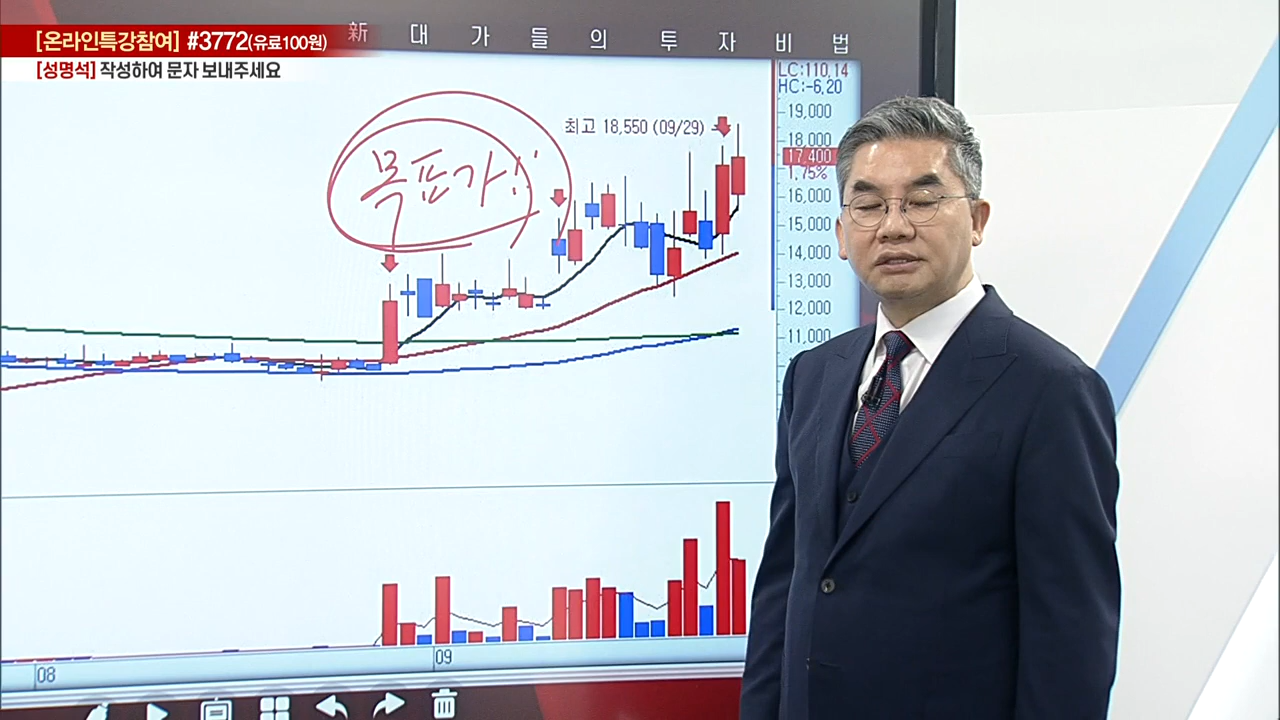 [온라인특강참여] #3772(유료100원)
[성명석] 작성하여 문자 보내주세요
新 대 가 들 의 투 자 비 법
LC:110.14
HC:-6.20
최고 18,550 (09/29)
19,000
18,000
17,400
1.75%
16,000
15,000
14,000
13,000
12,000
11,000
목표가!
08
09